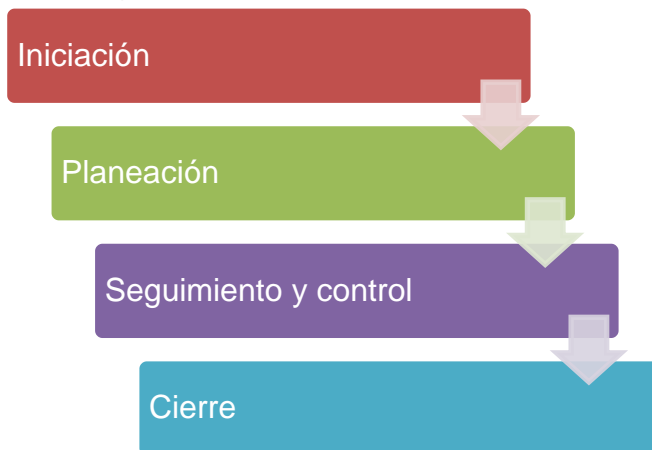 Iniciación
Planeación
Seguimiento y control
Cierre